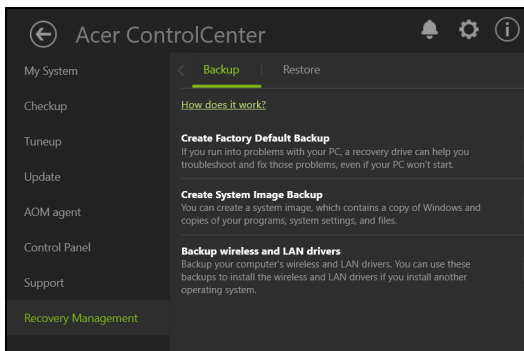 Acer ControlCenter
My System
Checkup
Tuneup
Update
AOM agent
Control Panel
Support
Recovery Management
Backup
Restore
How does it work?
Create Factory Default Backup
If you run into problems with your PC, a recovery drive can help you
troubleshoot and fix those problems, even if your PC won't start.
Create System Image Backup
You can create a system image, which contains a copy of Windows and
copies of your programs, system settings, and files.
Backup wireless and LAN drivers
Backup your computer's wireless and LAN drivers. You can use these
backups to install the wireless and LAN drivers if you install another
operating system.